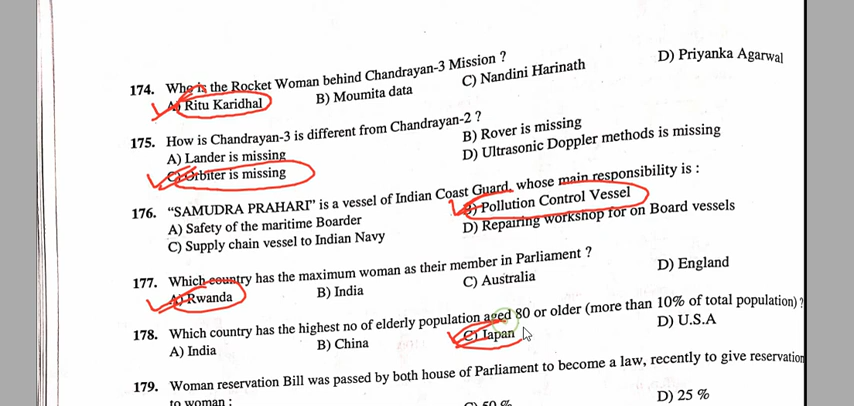 174. Who is the Rocket Woman behind Chandrayan-3 Mission ?
A) Ritu Karidhal B) Moumita data C) Nandini Harinath D) Priyanka Agarwal
175. How is Chandrayan-3 is different from Chandrayan-2 ?
A) Lander is missing B) Rover is missing
C) Orbiter is missing D) Ultrasonic Doppler methods is missing
176. “SAMUDRA PRAHARI” is a vessel of Indian Coast Guard, whose main responsibility is :
A) Safety of the maritime Boarder B) Pollution Control Vessel
C) Supply chain vessel to Indian Navy D) Repairing workshop for on Board vessels
177. Which country has the maximum woman as their member in Parliament ?
A) Rwanda B) India C) Australia D) England
178. Which country has the highest no of elderly population aged 80 or older (more than 10% of total population) ?
A) India B) China C) Japan D) U.S.A
179. Woman reservation Bill was passed by both house of Parliament to become a law, recently to give reservation
to woman :
C) 50 % D) 25 %